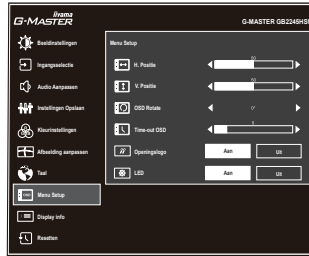 iiyama
G-MASTER
G-MASTER GB2245HSU
Beeldinstellingen
Ingangsselectie
Audio Aanpassen
Instellingen Opslaan
Kleurinstellingen
Afbeelding aanpassen
Taal
Menu Setup
Display info
Resetten
Menu Setup
H. Positie
50
V. Positie
50
OSD Rotate
0°
Time-out OSD
Openingslogo
Aan
Uit
LED
Aan
Uit